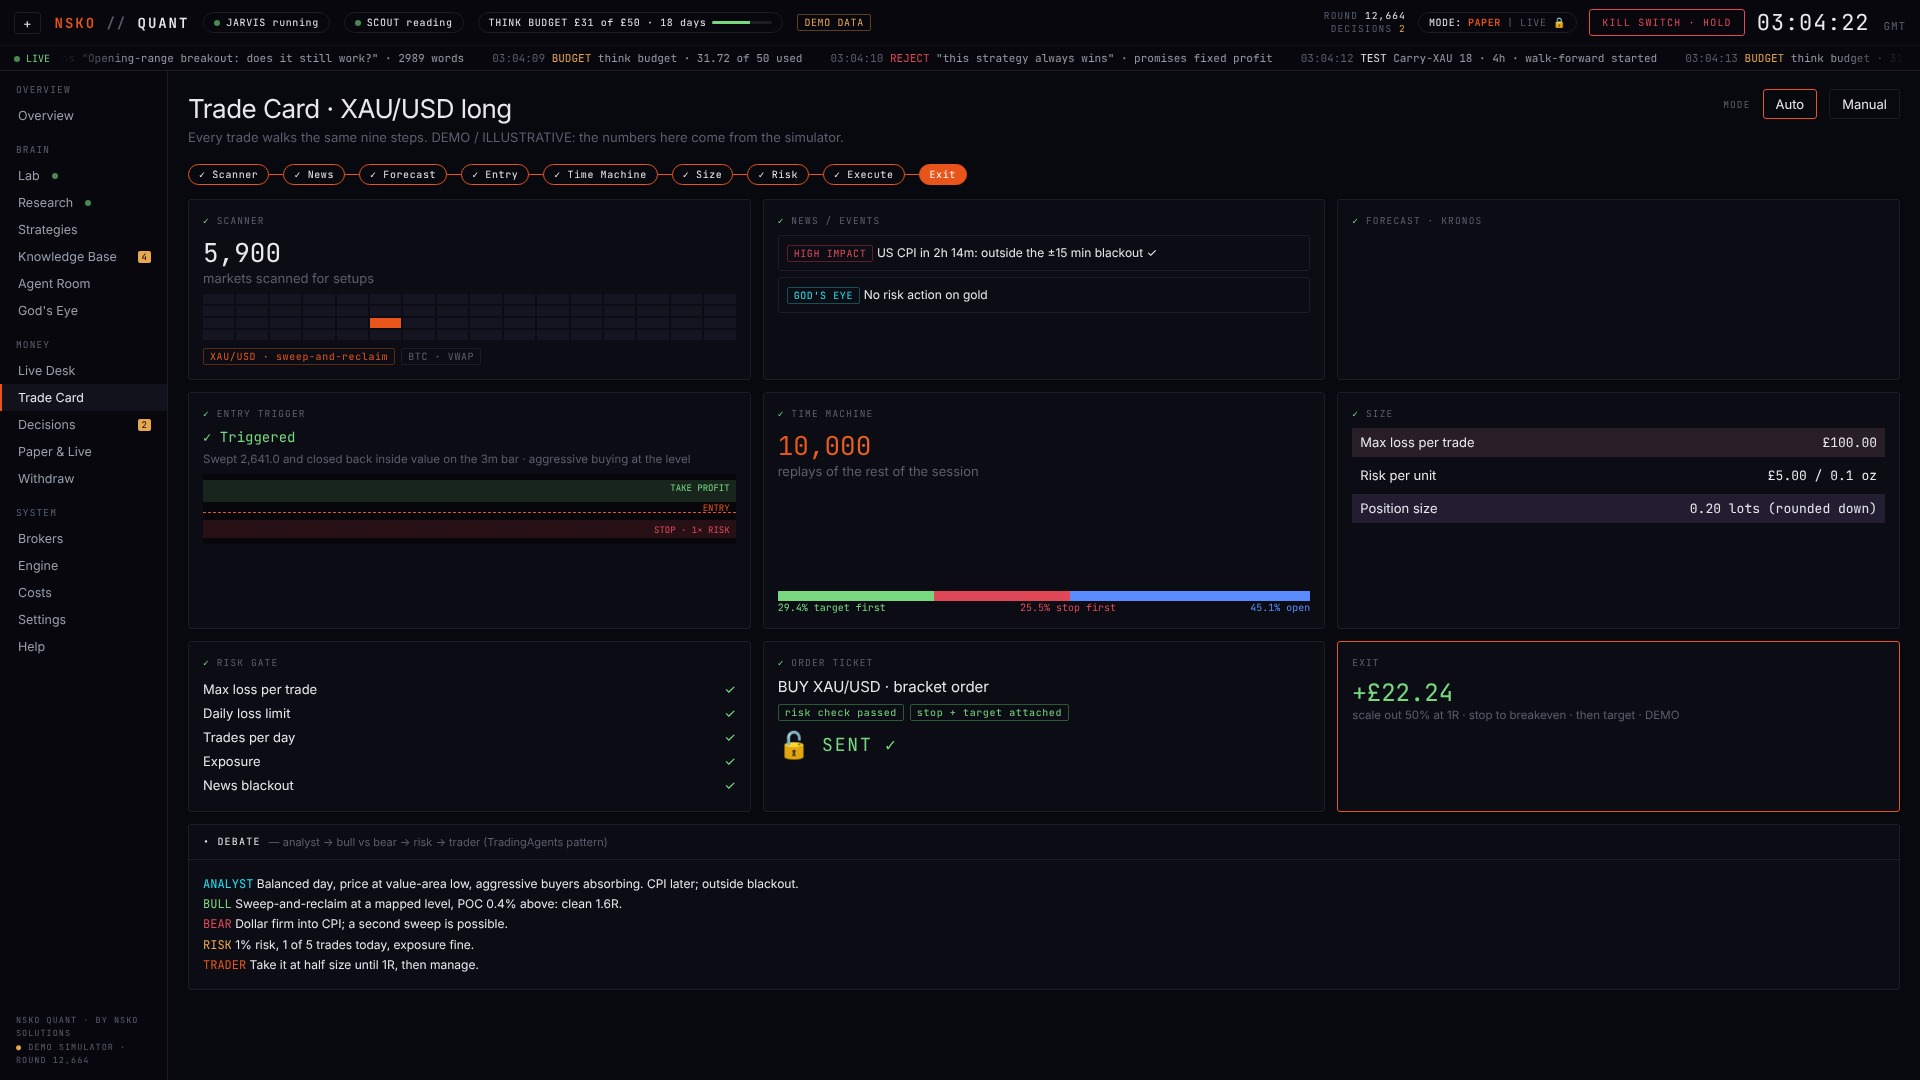 + NSKO // QUANT JARVIS running SCOUT reading THINK BUDGET £31 of £50 · 18 days DEMO DATA ROUND 12,664 DECISIONS 2 MODE: PAPER | LIVE 🔒 KILL SWITCH · HOLD 03:04:22 GMT
LIVE "Opening-range breakout: does it still work?" · 2989 words 03:04:09 BUDGET think budget · 31.72 of 50 used 03:04:10 REJECT "this strategy always wins" · promises fixed profit 03:04:12 TEST Carry-XAU 18 · 4h · walk-forward started 03:04:13 BUDGET think budget ·
OVERVIEW
Overview
BRAIN
Lab
Research
Strategies
Knowledge Base 4
Agent Room
God's Eye
MONEY
Live Desk
Trade Card
Decisions 2
Paper & Live
Withdraw
SYSTEM
Brokers
Engine
Costs
Settings
Help
NSKO QUANT · BY NSKO
SOLUTIONS
DEMO SIMULATOR ·
ROUND 12,664
Trade Card · XAU/USD long
Every trade walks the same nine steps. DEMO / ILLUSTRATIVE: the numbers here come from the simulator.
MODE Auto Manual
✓ Scanner ✓ News ✓ Forecast ✓ Entry ✓ Time Machine ✓ Size ✓ Risk ✓ Execute Exit
✓ SCANNER
5,900
markets scanned for setups
XAU/USD · sweep-and-reclaim BTC · VWAP
✓ NEWS / EVENTS
HIGH IMPACT US CPI in 2h 14m: outside the ±15 min blackout ✓
GOD'S EYE No risk action on gold
✓ FORECAST · KRONOS
✓ ENTRY TRIGGER
✓ Triggered
Swept 2,641.0 and closed back inside value on the 3m bar · aggressive buying at the level
TAKE PROFIT
ENTRY
STOP · 1× RISK
✓ TIME MACHINE
10,000
replays of the rest of the session
29.4% target first 25.5% stop first 45.1% open
✓ SIZE
Max loss per trade £100.00
Risk per unit £5.00 / 0.1 oz
Position size 0.20 lots (rounded down)
✓ RISK GATE
Max loss per trade ✓
Daily loss limit ✓
Trades per day ✓
Exposure ✓
News blackout ✓
✓ ORDER TICKET
BUY XAU/USD · bracket order
risk check passed stop + target attached
🔓 SENT ✓
EXIT
+£22.24
scale out 50% at 1R · stop to breakeven · then target · DEMO
• DEBATE — analyst → bull vs bear → risk → trader (TradingAgents pattern)
ANALYST Balanced day, price at value-area low, aggressive buyers absorbing. CPI later; outside blackout.
BULL Sweep-and-reclaim at a mapped level, POC 0.4% above: clean 1.6R.
BEAR Dollar firm into CPI; a second sweep is possible.
RISK 1% risk, 1 of 5 trades today, exposure fine.
TRADER Take it at half size until 1R, then manage.